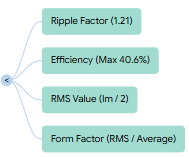 Ripple Factor (1.21)
Efficiency (Max 40.6%)
<
RMS Value (Im / 2)
Form Factor (RMS / Average)